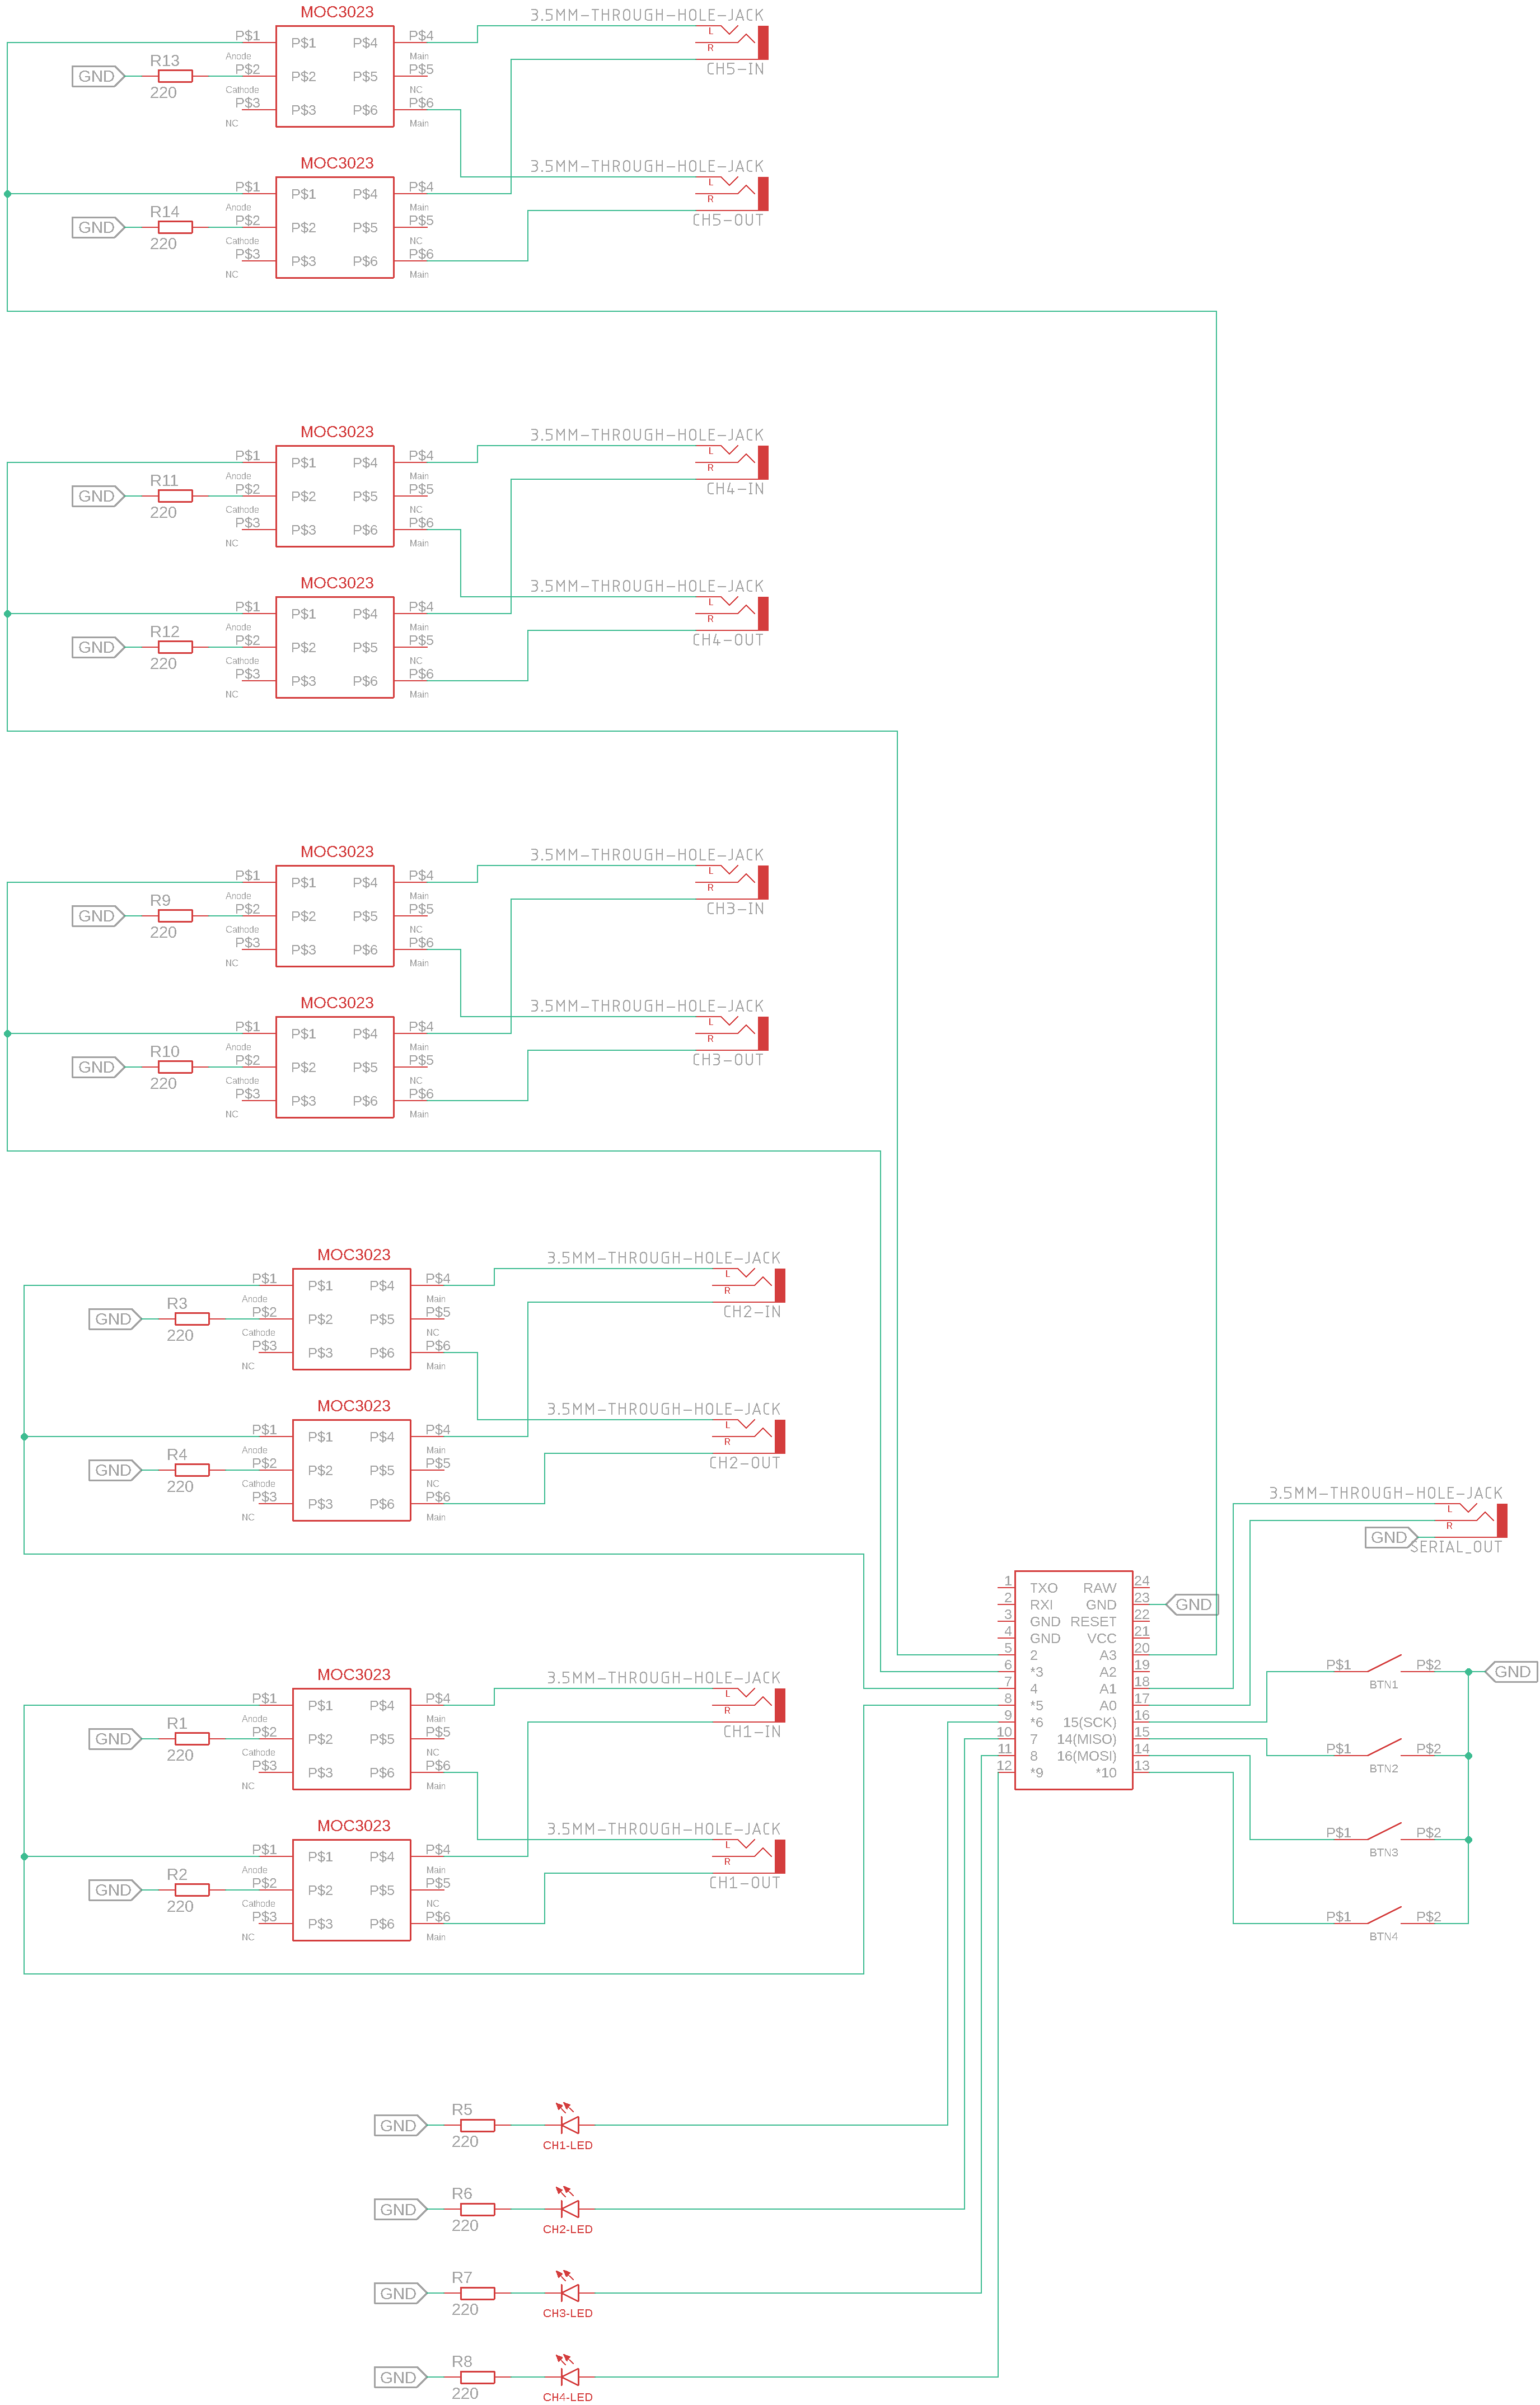 MOC3023
P$1 P$1 P$4 P$4
Anode Main
GND R13 220 P$2 P$2 P$5 P$5
Cathode NC
P$3 P$3 P$6 P$6
NC Main
3.5MM-THROUGH-HOLE-JACK
L
R
CH5-IN
MOC3023
P$1 P$1 P$4 P$4
Anode Main
GND R14 220 P$2 P$2 P$5 P$5
Cathode NC
P$3 P$3 P$6 P$6
NC Main
3.5MM-THROUGH-HOLE-JACK
L
R
CH5-OUT
MOC3023
P$1 P$1 P$4 P$4
Anode Main
GND R11 220 P$2 P$2 P$5 P$5
Cathode NC
P$3 P$3 P$6 P$6
NC Main
3.5MM-THROUGH-HOLE-JACK
L
R
CH4-IN
MOC3023
P$1 P$1 P$4 P$4
Anode Main
GND R12 220 P$2 P$2 P$5 P$5
Cathode NC
P$3 P$3 P$6 P$6
NC Main
3.5MM-THROUGH-HOLE-JACK
L
R
CH4-OUT
MOC3023
P$1 P$1 P$4 P$4
Anode Main
GND R9 220 P$2 P$2 P$5 P$5
Cathode NC
P$3 P$3 P$6 P$6
NC Main
3.5MM-THROUGH-HOLE-JACK
L
R
CH3-IN
MOC3023
P$1 P$1 P$4 P$4
Anode Main
GND R10 220 P$2 P$2 P$5 P$5
Cathode NC
P$3 P$3 P$6 P$6
NC Main
3.5MM-THROUGH-HOLE-JACK
L
R
CH3-OUT
MOC3023
P$1 P$1 P$4 P$4
Anode Main
GND R3 220 P$2 P$2 P$5 P$5
Cathode NC
P$3 P$3 P$6 P$6
NC Main
3.5MM-THROUGH-HOLE-JACK
L
R
CH2-IN
MOC3023
P$1 P$1 P$4 P$4
Anode Main
GND R4 220 P$2 P$2 P$5 P$5
Cathode NC
P$3 P$3 P$6 P$6
NC Main
3.5MM-THROUGH-HOLE-JACK
L
R
CH2-OUT
3.5MM-THROUGH-HOLE-JACK
L
R
GND
SERIAL_OUT
1 TXO RAW 24
2 RXI GND 23 GND
3 GND RESET 22
4 GND VCC 21
5 2 A3 20
6 *3 A2 19
7 4 A1 18
8 *5 A0 17
9 *6 15(SCK) 16
10 7 14(MISO) 15
11 8 16(MOSI) 14
12 *9 *10 13
P$1 P$2 GND
BTN1
P$1 P$2
BTN2
P$1 P$2
BTN3
P$1 P$2
BTN4
MOC3023
P$1 P$1 P$4 P$4
Anode Main
GND R1 220 P$2 P$2 P$5 P$5
Cathode NC
P$3 P$3 P$6 P$6
NC Main
3.5MM-THROUGH-HOLE-JACK
L
R
CH1-IN
MOC3023
P$1 P$1 P$4 P$4
Anode Main
GND R2 220 P$2 P$2 P$5 P$5
Cathode NC
P$3 P$3 P$6 P$6
NC Main
3.5MM-THROUGH-HOLE-JACK
L
R
CH1-OUT
GND R5 220 CH1-LED
GND R6 220 CH2-LED
GND R7 220 CH3-LED
GND R8 220 CH4-LED